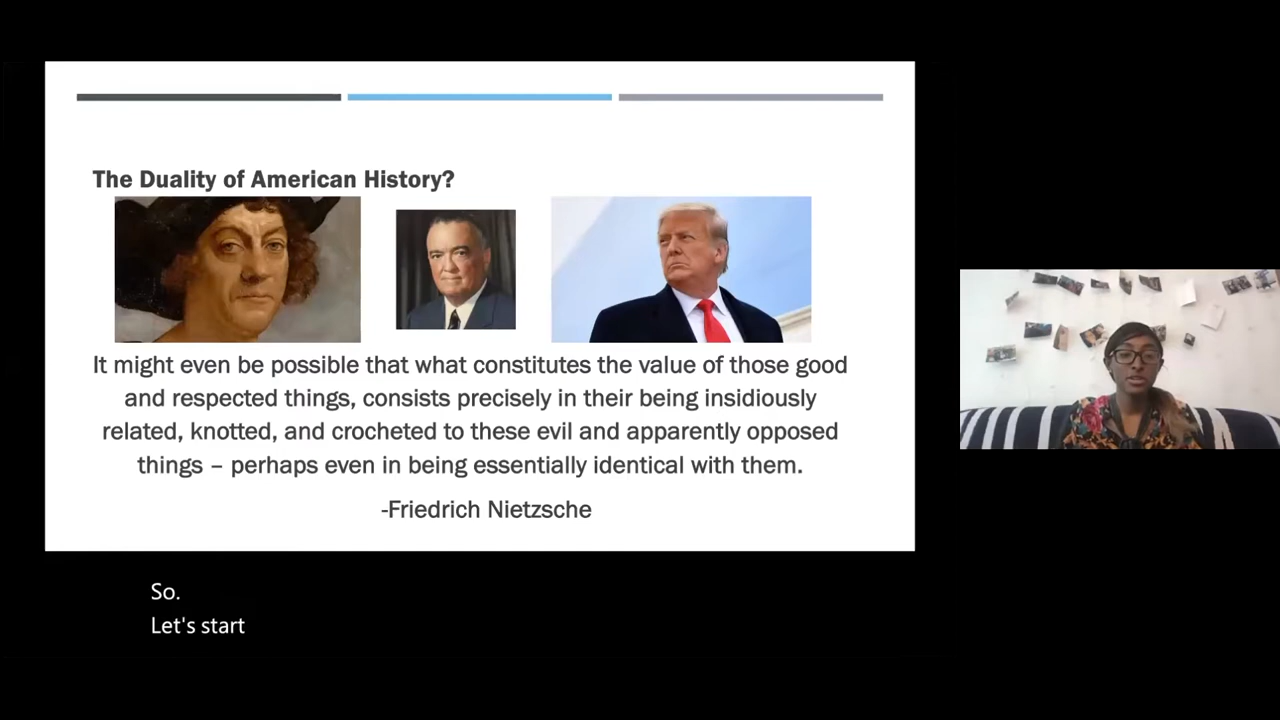 The Duality of American History?
It might even be possible that what constitutes the value of those good
and respected things, consists precisely in their being insidiously
related, knotted, and crocheted to these evil and apparently opposed
things – perhaps even in being essentially identical with them.
-Friedrich Nietzsche
So.
Let's start